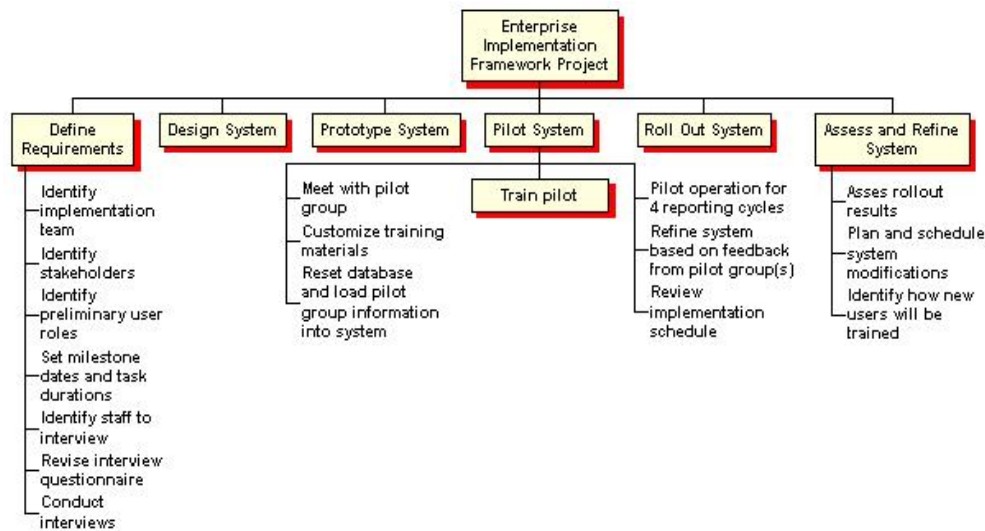 Enterprise
Implementation
Framework Project
Define
Requirements
Design System
Prototype System
Pilot System
Roll Out System
Assess and Refine
System
Identify
implementation
team
Identify
stakeholders
Identify
preliminary user
roles
Set milestone
dates and task
durations
Identify staff to
interview
Revise interview
questionnaire
Conduct
interviews
Meet with pilot
group
Customize training
materials
Reset database
and load pilot
group information
into system
Train pilot
Pilot operation for
4 reporting cycles
Refine system
based on feedback
from pilot group(s)
Review
implementation
schedule
Asses rollout
results
Plan and schedule
system
modifications
Identify how new
users will be
trained